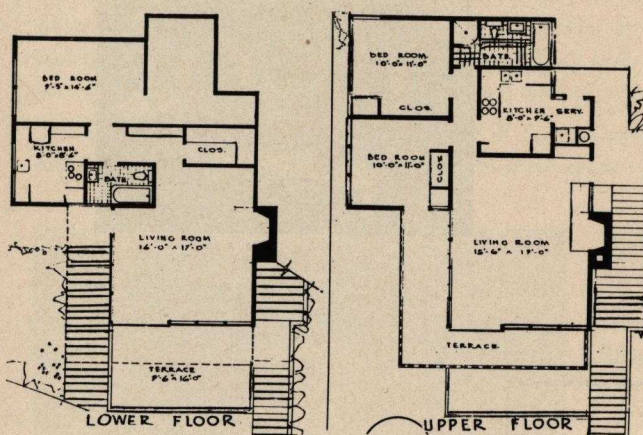 BED ROOM
9'-5" x 14'-6"
KITCHEN
8'-0" x 8'-6"
CLOS.
BATH
LIVING ROOM
16'-0" x 17'-0"
TERRACE
9'-6" x 16'-0"
LOWER FLOOR
BED ROOM
10'-0" x 11'-0"
BATH
CLOS.
KITCHEN
8'-0" x 9'-6"
SERV.
BED ROOM
10'-0" x 11'-0"
CLOS
LIVING ROOM
15'-6" x 19'-0"
TERRACE
UPPER FLOOR